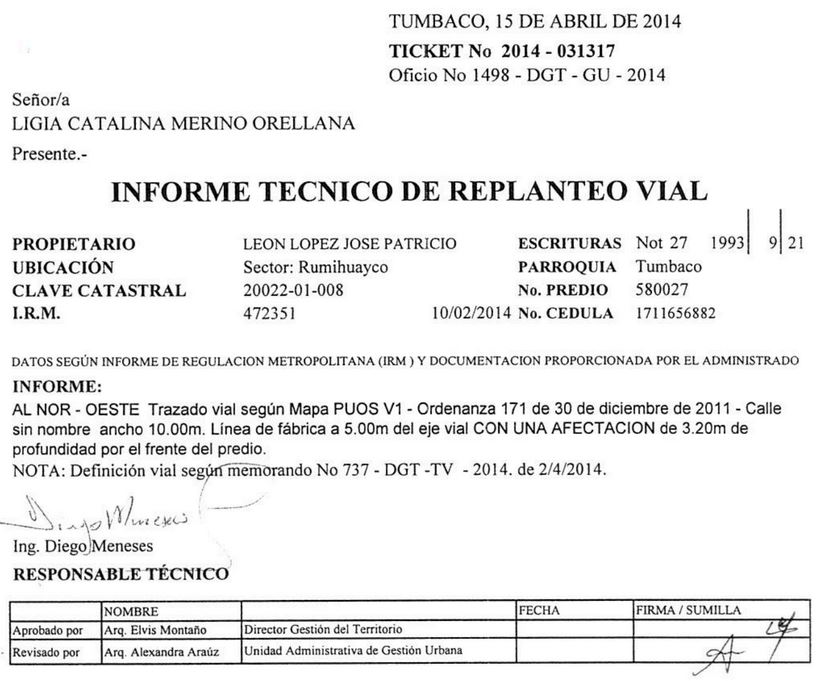 TUMBACO, 15 DE ABRIL DE 2014
TICKET No 2014 - 031317
Oficio No 1498 - DGT - GU - 2014
Señor/a
LIGIA CATALINA MERINO ORELLANA
Presente.-
INFORME TECNICO DE REPLANTEO VIAL
PROPIETARIO LEON LOPEZ JOSE PATRICIO ESCRITURAS Not 27 1993 9 21
UBICACIÓN Sector: Rumihuayco PARROQUIA Tumbaco
CLAVE CATASTRAL 20022-01-008 No. PREDIO 580027
I.R.M. 472351 10/02/2014 No. CEDULA 1711656882
DATOS SEGÚN INFORME DE REGULACION METROPOLITANA (IRM ) Y DOCUMENTACION PROPORCIONADA POR EL ADMINISTRADO
INFORME:
AL NOR - OESTE Trazado vial según Mapa PUOS V1 - Ordenanza 171 de 30 de diciembre de 2011 - Calle
sin nombre ancho 10.00m. Línea de fábrica a 5.00m del eje vial CON UNA AFECTACION de 3.20m de
profundidad por el frente del predio.
NOTA: Definición vial según memorando No 737 - DGT -TV - 2014. de 2/4/2014.
Diego Meneses
Ing. Diego Meneses
RESPONSABLE TÉCNICO
NOMBRE FECHA FIRMA / SUMILLA
Aprobado por Arq. Elvis Montaño Director Gestión del Territorio
Revisado por Arq. Alexandra Araúz Unidad Administrativa de Gestión Urbana